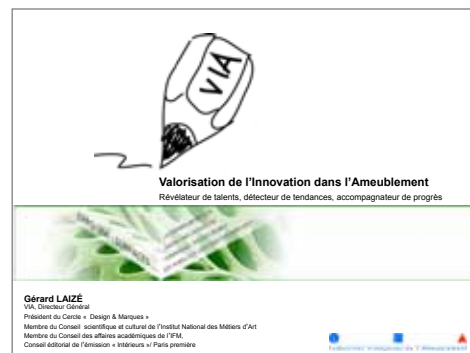 VIA
Valorisation de l'Innovation dans l'Ameublement
Révélateur de talents, détecteur de tendances, accompagnateur de progrès
Gérard LAIZÉ
VIA, Directeur Général
Président du Cercle « Design & Marques »
Membre du Conseil scientifique et culturel de l'Institut National des Métiers d'Art
Membre du Conseil des affaires académiques de l'IFM,
Conseil éditorial de l'émission « Intérieurs »/ Paris première